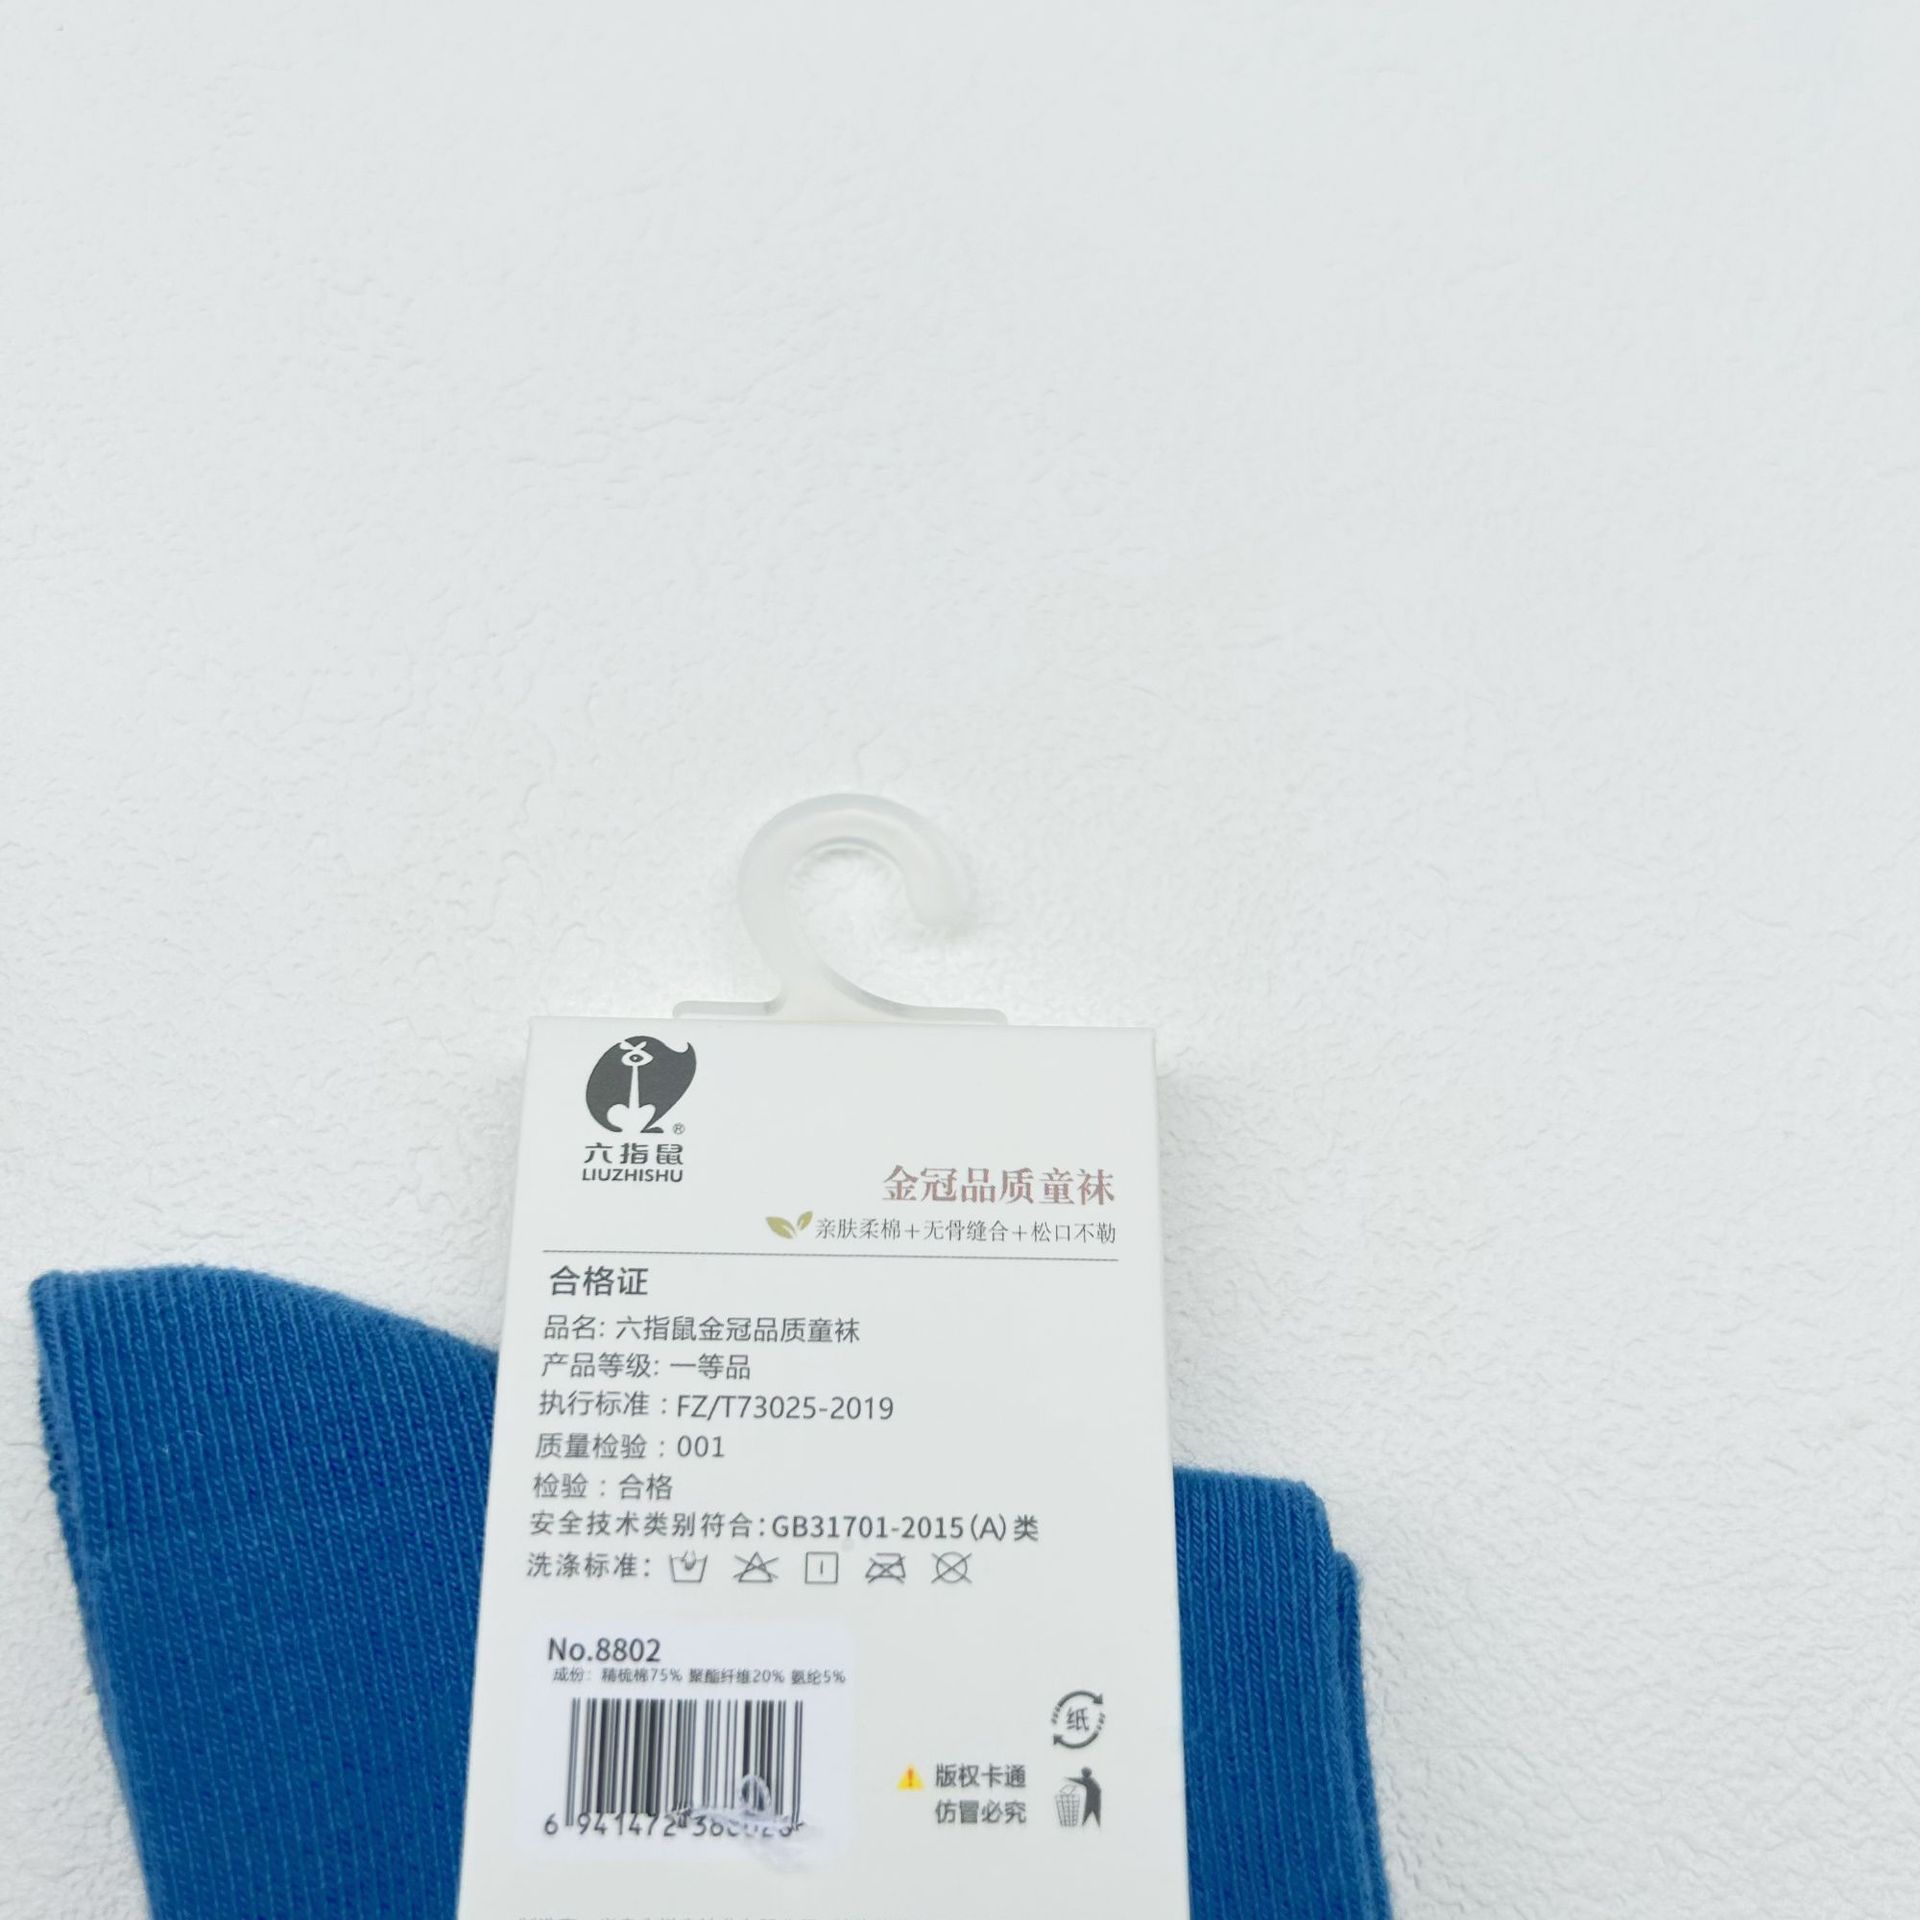 六指鼠
LIUZHISHU
金冠品质童袜
亲肤柔棉+无骨缝合+松口不勒
合格证
品名: 六指鼠金冠品质童袜
产品等级: 一等品
执行标准：FZ/T73025-2019
质量检验：001
检验：合格
安全技术类别符合:GB31701-2015(A)类
洗涤标准:
No.8802
成份: 精梳棉75% 聚酯纤维20% 氨纶5%
6 941472
纸
版权卡通
仿冒必究